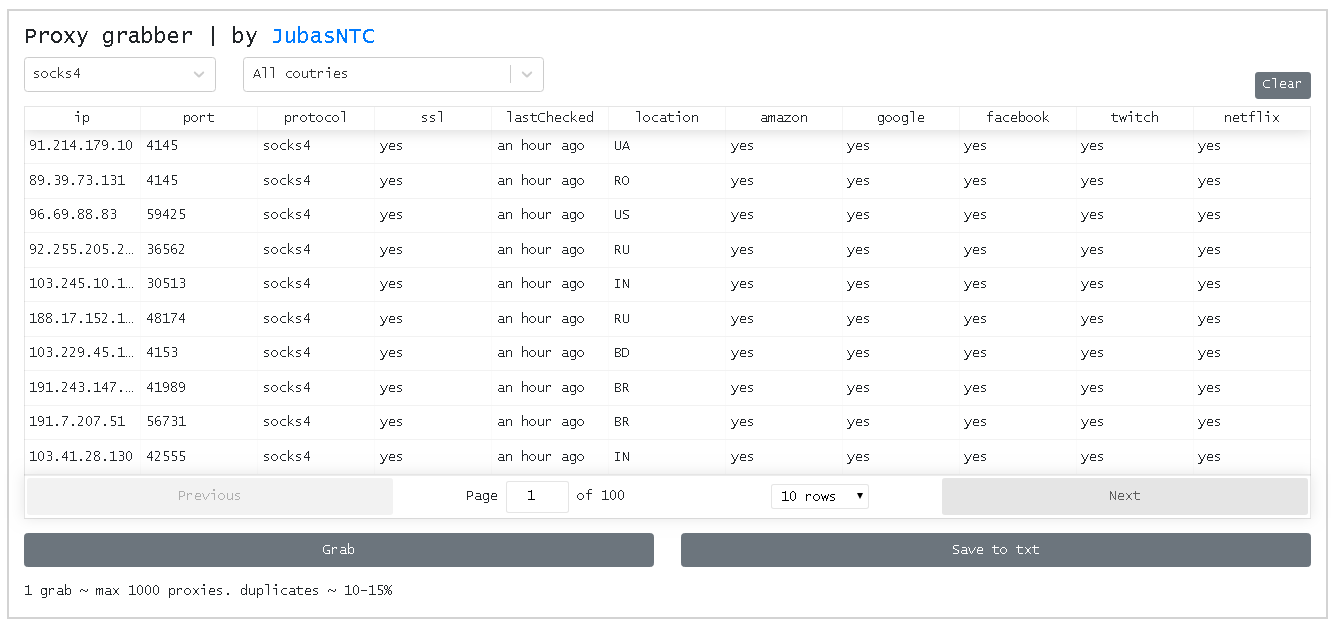 Proxy grabber | by JubasNTC
socks4 All coutries
Clear
ip port protocol ssl lastChecked location amazon google facebook twitch netflix
91.214.179.10 4145 socks4 yes an hour ago UA yes yes yes yes yes
89.39.73.131 4145 socks4 yes an hour ago RO yes yes yes yes yes
96.69.88.83 59425 socks4 yes an hour ago US yes yes yes yes yes
92.255.205.2… 36562 socks4 yes an hour ago RU yes yes yes yes yes
103.245.10.1… 30513 socks4 yes an hour ago IN yes yes yes yes yes
188.17.152.1… 48174 socks4 yes an hour ago RU yes yes yes yes yes
103.229.45.1… 4153 socks4 yes an hour ago BD yes yes yes yes yes
191.243.147.… 41989 socks4 yes an hour ago BR yes yes yes yes yes
191.7.207.51 56731 socks4 yes an hour ago BR yes yes yes yes yes
103.41.28.130 42555 socks4 yes an hour ago IN yes yes yes yes yes
Previous Page 1 of 100 10 rows Next
Grab Save to txt
1 grab ~ max 1000 proxies. duplicates ~ 10-15%